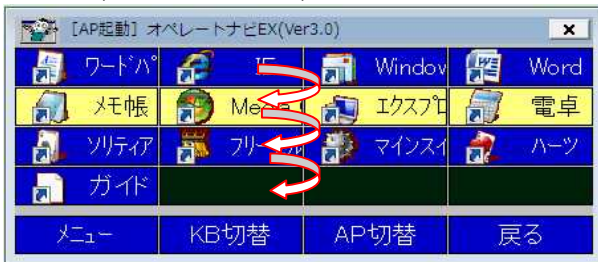 [AP起動] オペレートナビEX(Ver3.0)
ワードパ IE Windov Word
メモ帳 Media エクスプロ 電卓
ソリティア フリーセル マインスイ ハーツ
ガイド
メニュー KB切替 AP切替 戻る